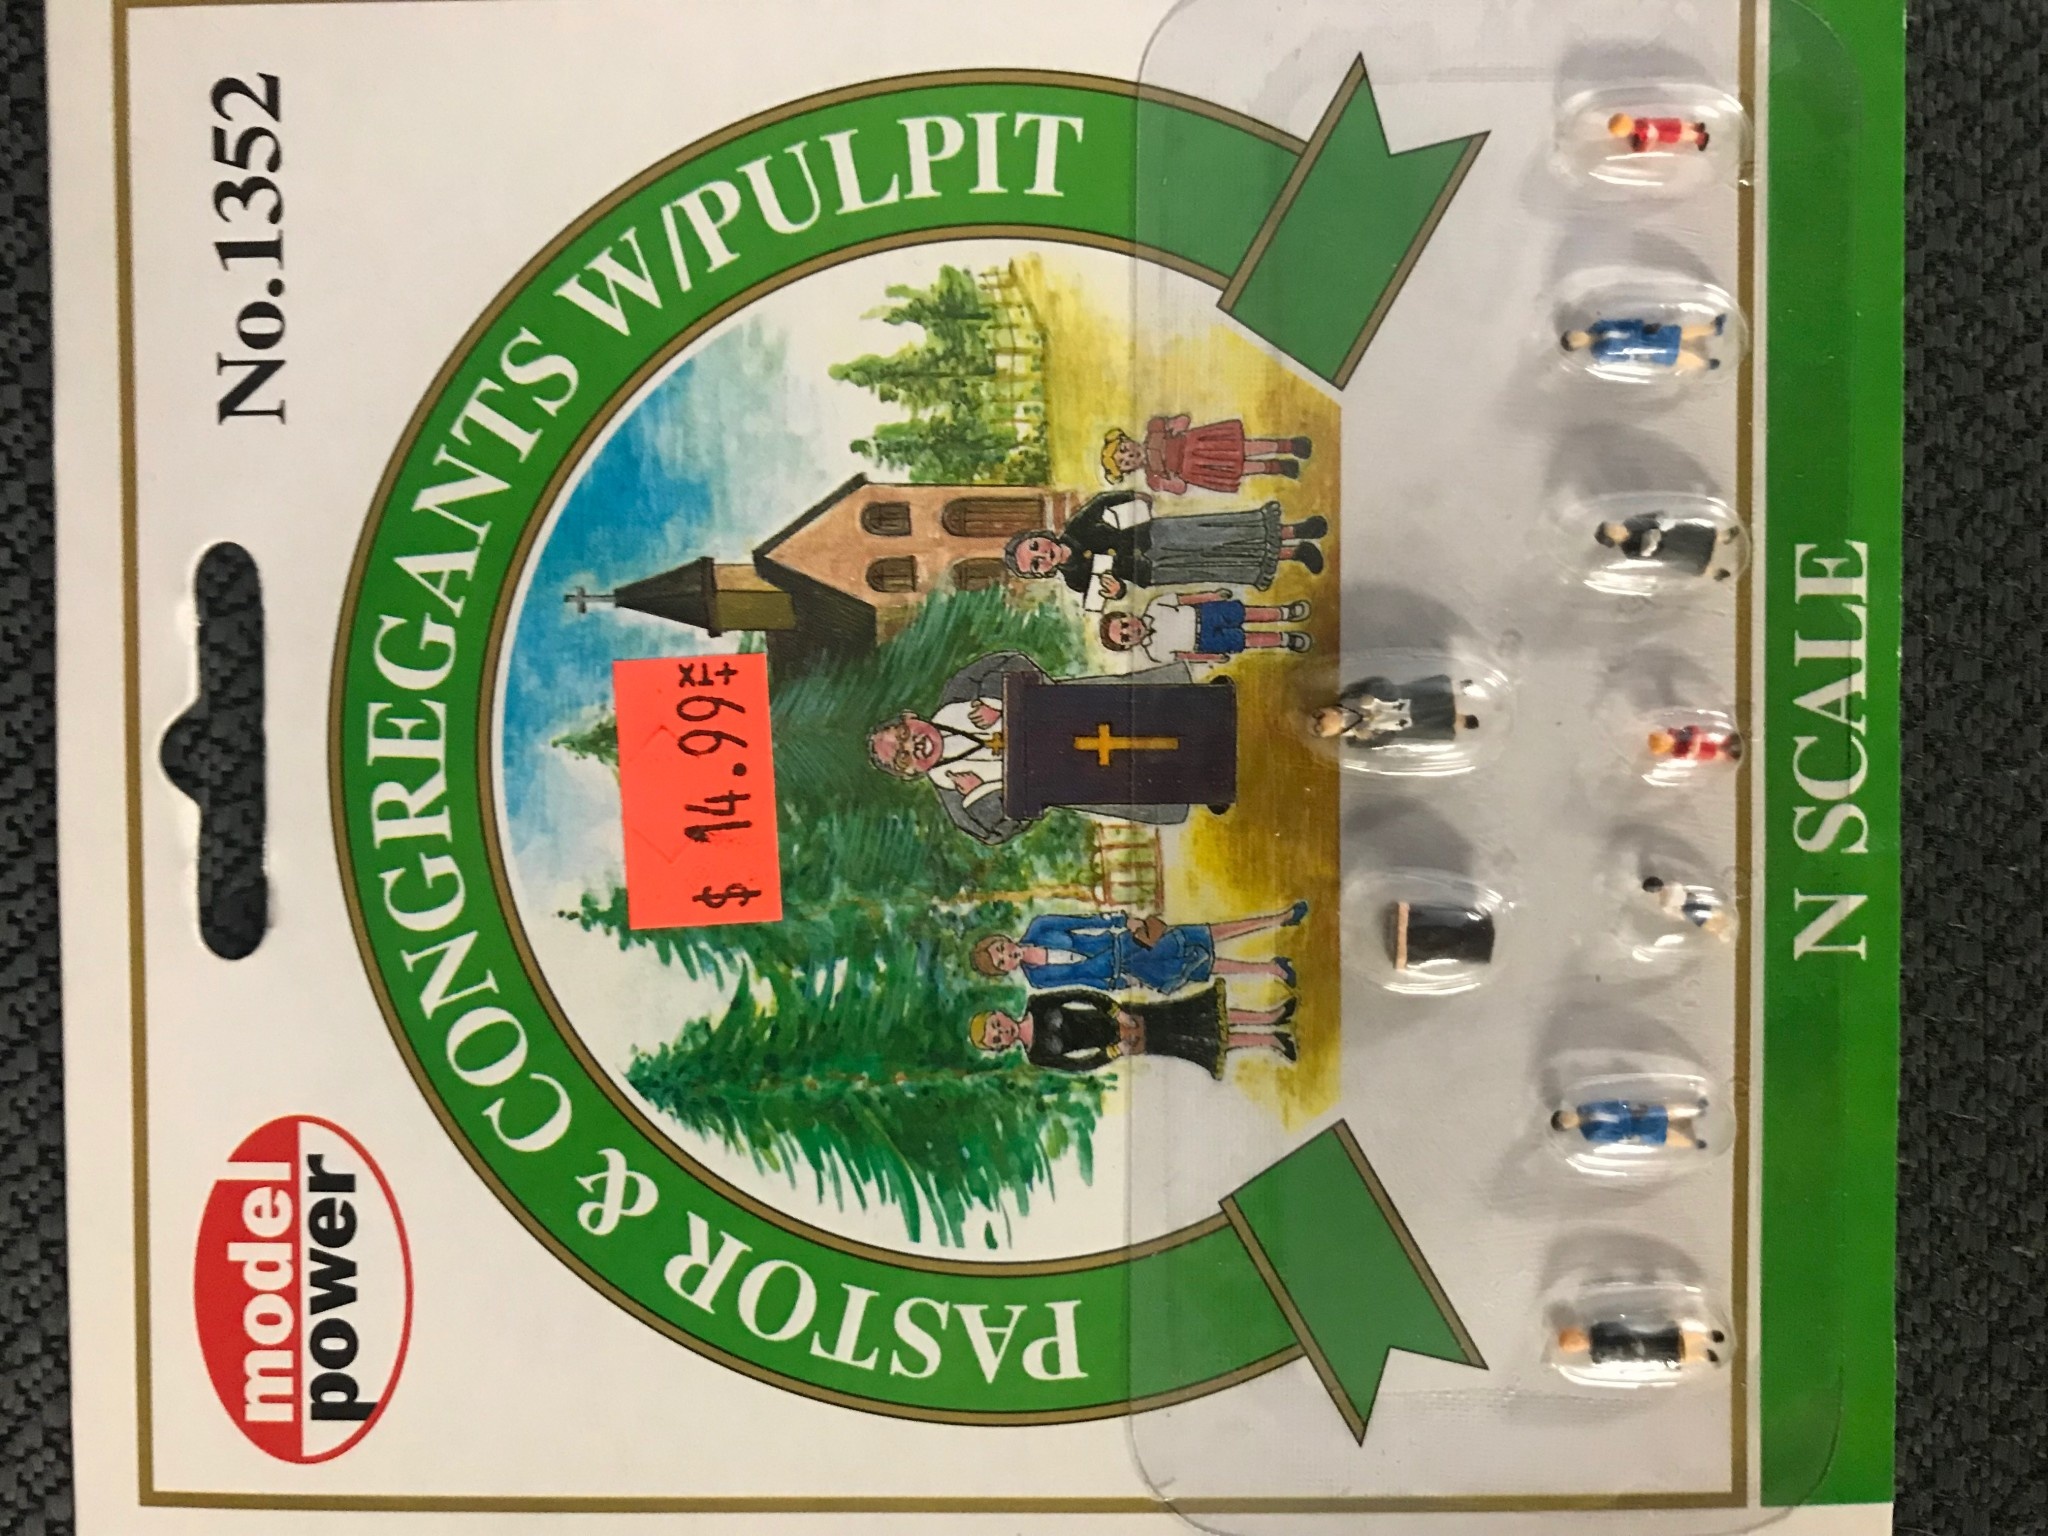 model
power
No.1352
PASTOR & CONGREGANTS W/PULPIT
$ 14.99 + TX
N SCALE